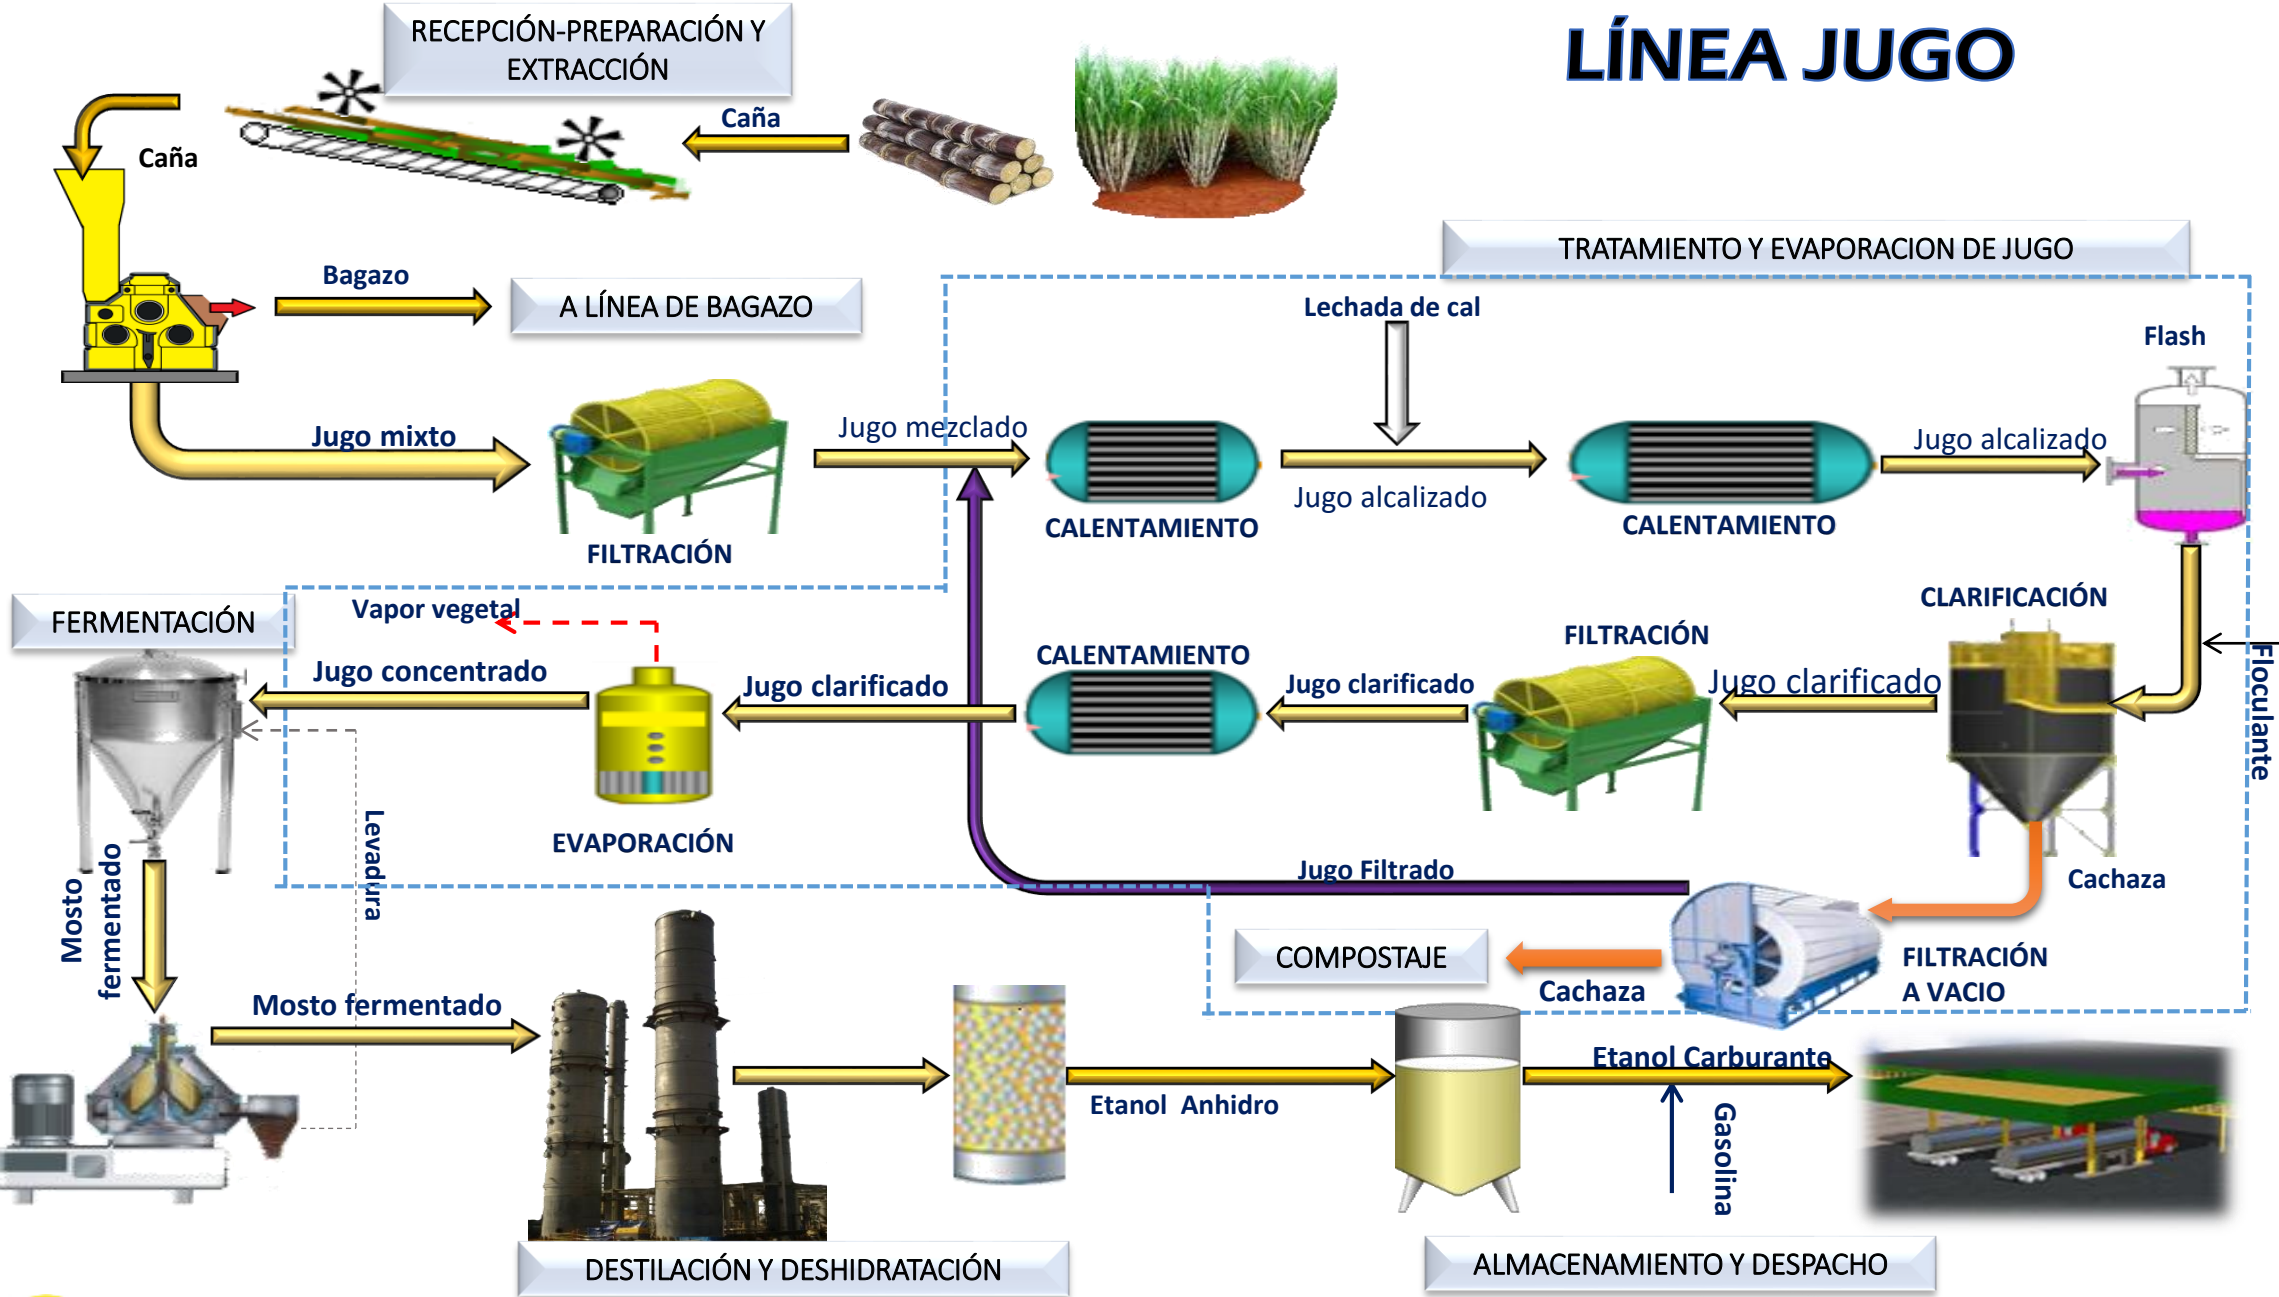 RECEPCIÓN-PREPARACIÓN Y
EXTRACCIÓN
LÍNEA JUGO
Caña
Caña
TRATAMIENTO Y EVAPORACION DE JUGO
Bagazo
A LÍNEA DE BAGAZO
Lechada de cal
Flash
Jugo mixto
Jugo mezclado
Jugo alcalizado
Jugo alcalizado
CALENTAMIENTO
CALENTAMIENTO
FILTRACIÓN
FERMENTACIÓN
Vapor vegetal
CLARIFICACIÓN
FILTRACIÓN
CALENTAMIENTO
Floculante
Jugo concentrado
Jugo clarificado
Jugo clarificado
Jugo clarificado
EVAPORACIÓN
Levadura
Mosto
fermentado
Jugo Filtrado
Cachaza
COMPOSTAJE
Cachaza
FILTRACIÓN
A VACIO
Mosto fermentado
Etanol Anhidro
Etanol Carburante
Gasolina
DESTILACIÓN Y DESHIDRATACIÓN
ALMACENAMIENTO Y DESPACHO